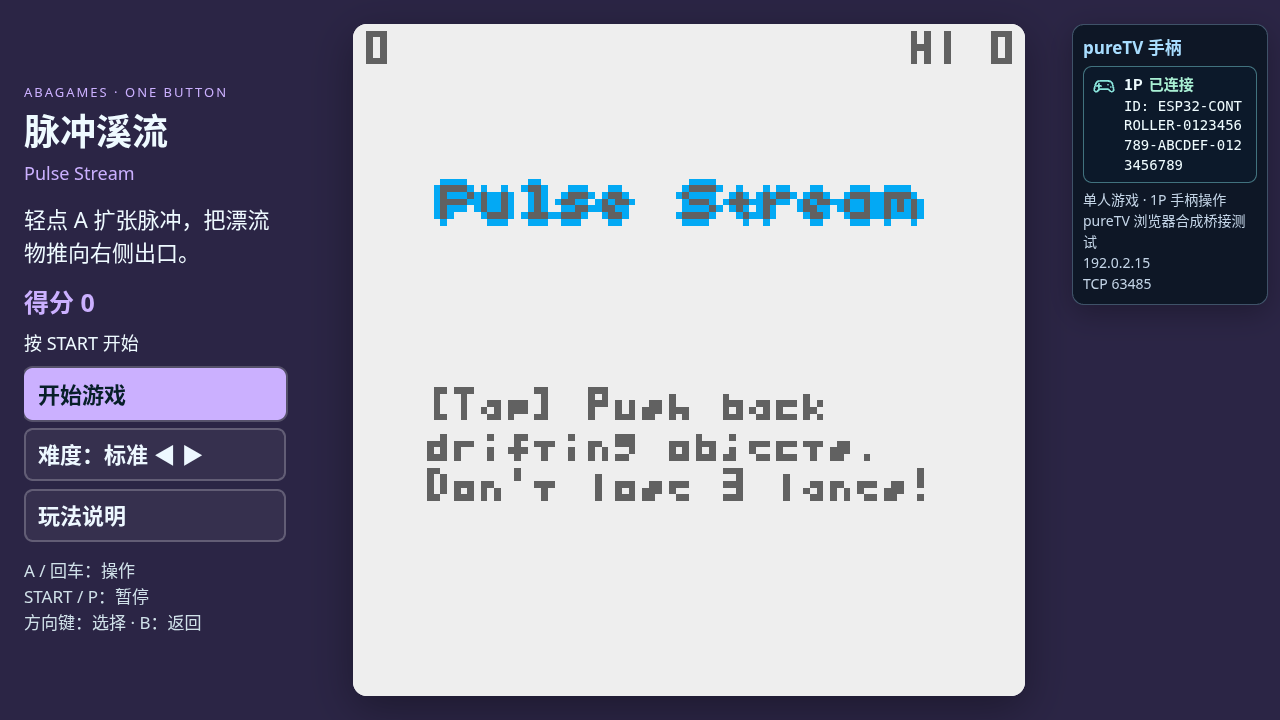 ABAGAMES · ONE BUTTON
脉冲溪流
Pulse Stream
轻点 A 扩张脉冲，把漂流
物推向右侧出口。
得分 0
按 START 开始
开始游戏
难度：标准 ◀ ▶
玩法说明
A / 回车：操作
START / P：暂停
方向键：选择 · B：返回
0
HI 0
Pulse Stream
[Tap] Push back
drifting objects.
Don't lose 3 lanes!
pureTV 手柄
1P 已连接
ID: ESP32-CONT
ROLLER-0123456
789-ABCDEF-012
3456789
单人游戏 · 1P 手柄操作
pureTV 浏览器合成桥接测
试
192.0.2.15
TCP 63485